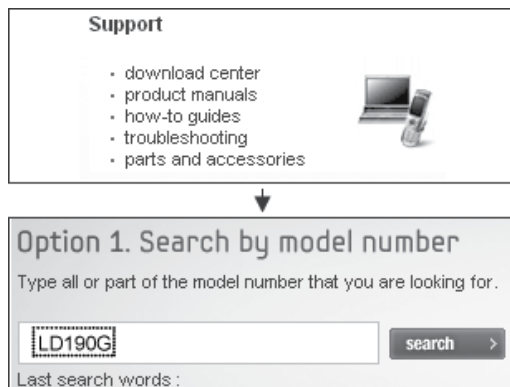 Support
• download center
• product manuals
• how-to guides
• troubleshooting
• parts and accessories
Option 1. Search by model number
Type all or part of the model number that you are looking for.
LD190G
search >
Last search words :